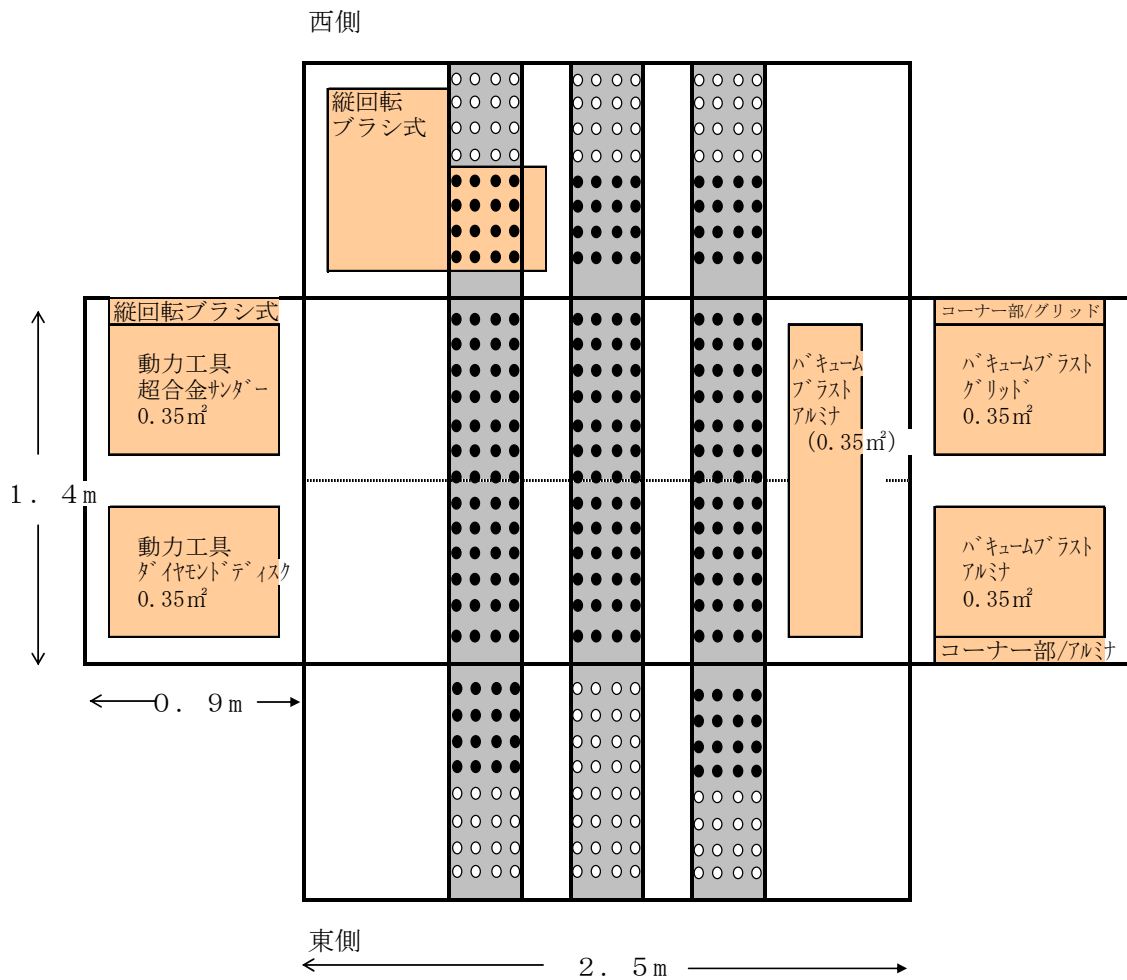 西側
縦回転
ブラシ式
縦回転ブラシ式
動力工具
超合金ｻﾝﾀﾞｰ
0.35㎡
ﾊﾞｷｭｰﾑ
ﾌﾞﾗｽﾄ
ｱﾙﾐﾅ
(0.35㎡)
コーナー部/グリッド
ﾊﾞｷｭｰﾑﾌﾞﾗｽﾄ
ｸﾞﾘｯﾄﾞ
0.35㎡
1．4m
動力工具
ﾀﾞｲﾔﾓﾝﾄﾞﾃﾞｨｽｸ
0.35㎡
ﾊﾞｷｭｰﾑﾌﾞﾗｽﾄ
ｱﾙﾐﾅ
0.35㎡
コーナー部/ｱﾙﾐﾅ
0．9m
東側
2．5m